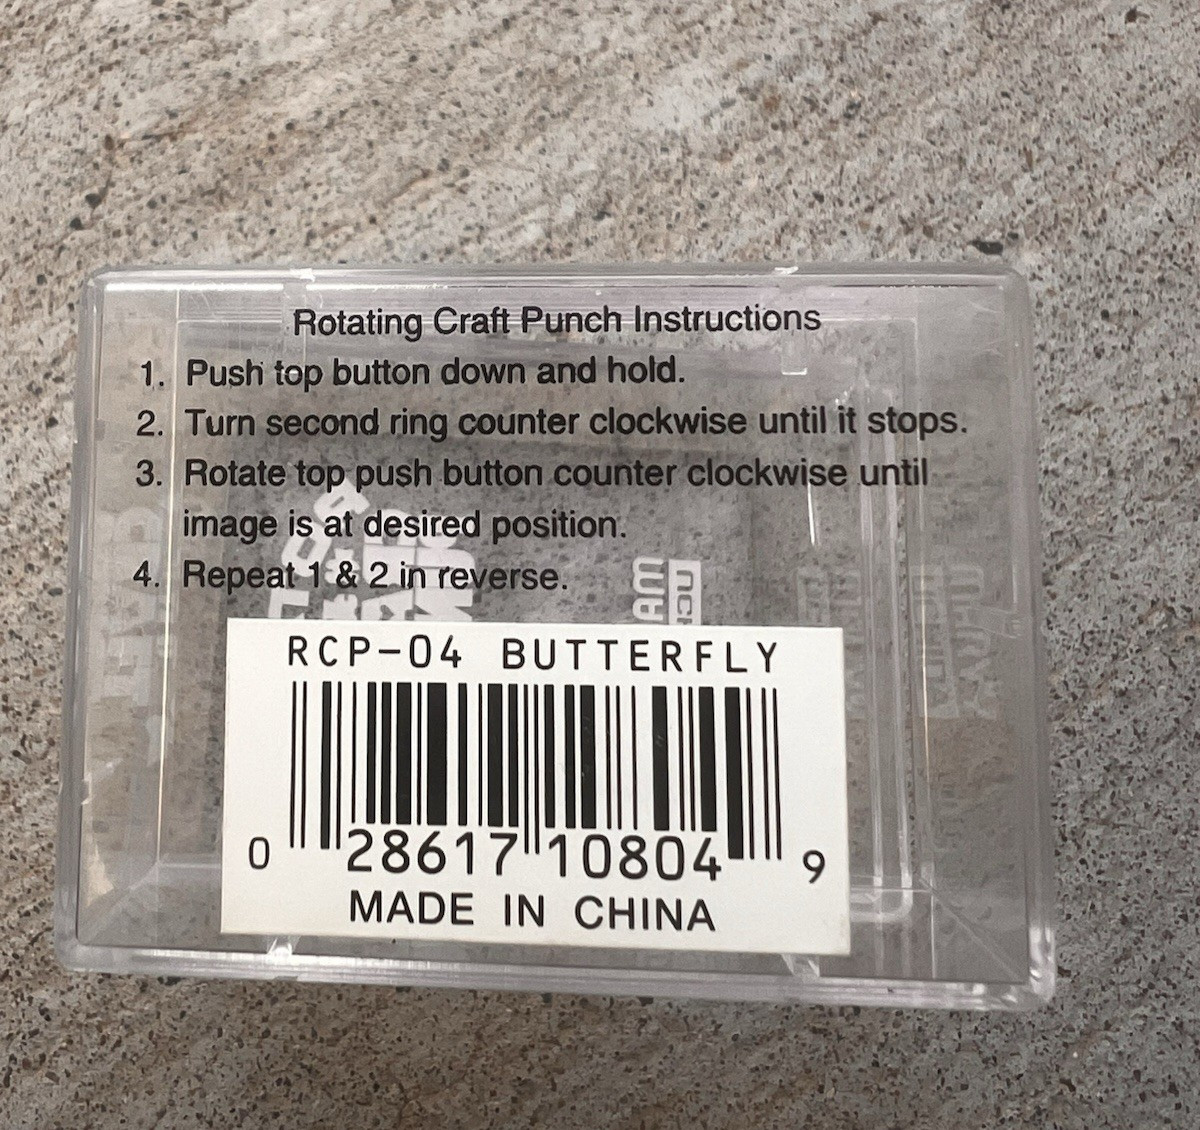 Rotating Craft Punch Instructions
1. Push top button down and hold.
2. Turn second ring counter clockwise until it stops.
3. Rotate top push button counter clockwise until
image is at desired position.
4. Repeat 1 & 2 in reverse.
RCP-04 BUTTERFLY
0 28617 10804 9
MADE IN CHINA